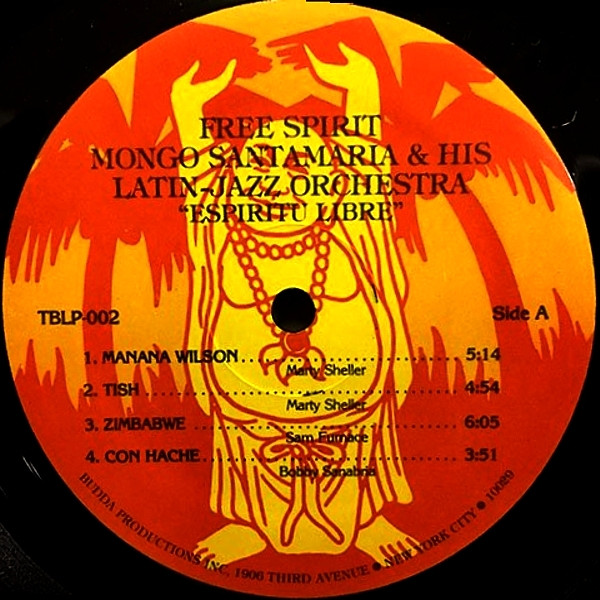 FREE SPIRIT
MONGO SANTAMARIA & HIS
LATIN-JAZZ ORCHESTRA
"ESPIRITU LIBRE"
TBLP-002
Side A
1. MANANA WILSON 5:14
Marty Sheller
2. TISH 4:54
Marty Sheller
3. ZIMBABWE 6:05
Sam Furnace
4. CON HACHE 3:51
Bobby Sanabria
BUDDA PRODUCTIONS INC. 1906 THIRD AVENUE ● NEW YORK CITY ● 10029